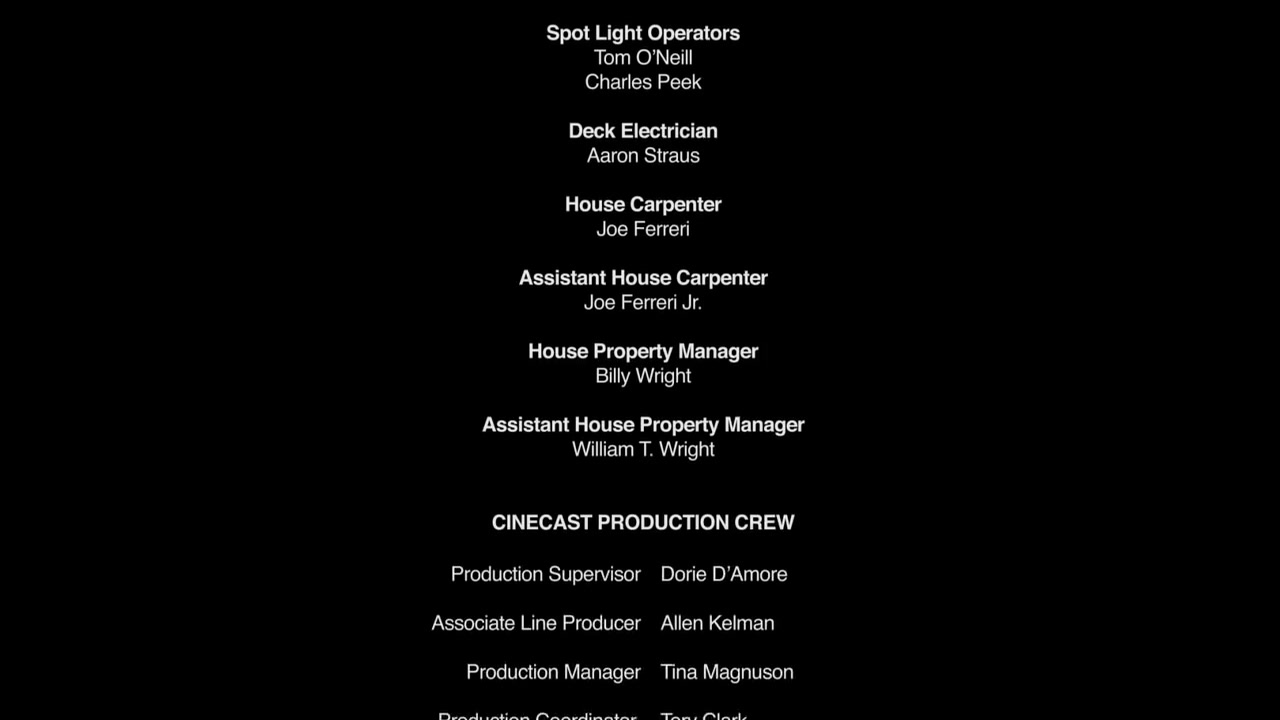 Spot Light Operators
Tom O’Neill
Charles Peek
Deck Electrician
Aaron Straus
House Carpenter
Joe Ferreri
Assistant House Carpenter
Joe Ferreri Jr.
House Property Manager
Billy Wright
Assistant House Property Manager
William T. Wright
CINECAST PRODUCTION CREW
Production Supervisor Dorie D’Amore
Associate Line Producer Allen Kelman
Production Manager Tina Magnuson
Production Coordinator